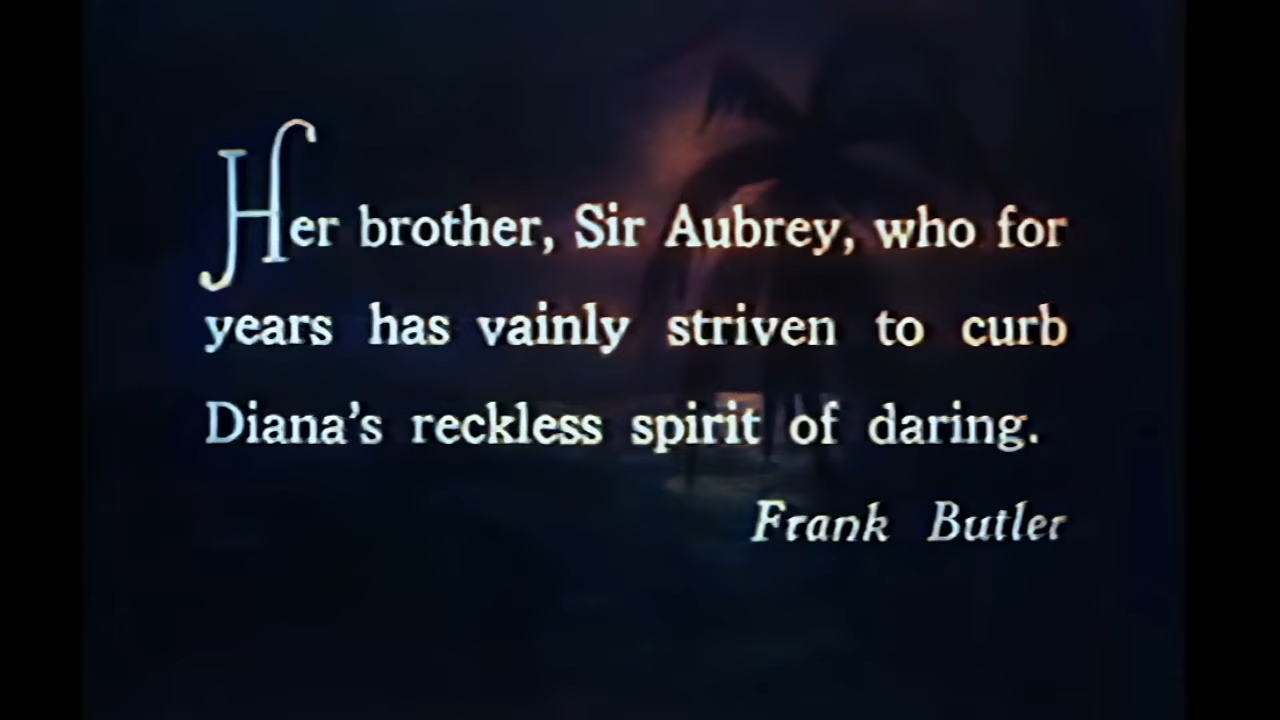 Her brother, Sir Aubrey, who for
years has vainly striven to curb
Diana's reckless spirit of daring.
Frank Butler